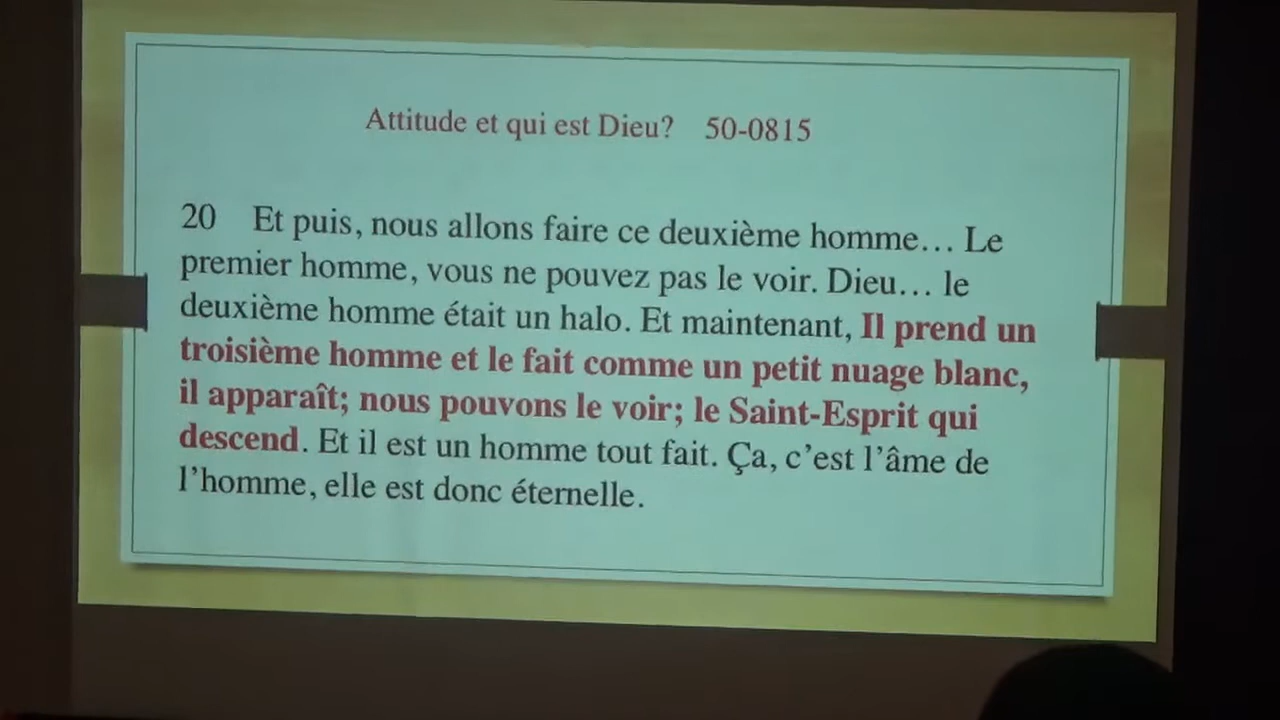 Attitude et qui est Dieu? 50-0815
20 Et puis, nous allons faire ce deuxième homme… Le
premier homme, vous ne pouvez pas le voir. Dieu… le
deuxième homme était un halo. Et maintenant, Il prend un
troisième homme et le fait comme un petit nuage blanc,
il apparaît; nous pouvons le voir; le Saint-Esprit qui
descend. Et il est un homme tout fait. Ça, c’est l’âme de
l’homme, elle est donc éternelle.